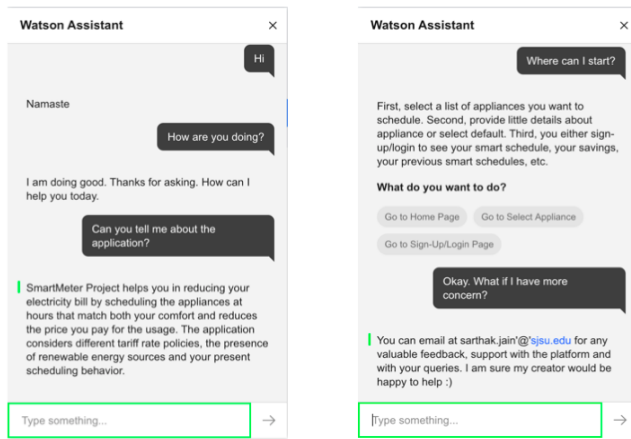 Watson Assistant ×
Hi
Namaste
How are you doing?
I am doing good. Thanks for asking. How can I
help you today.
Can you tell me about the
application?
SmartMeter Project helps you in reducing your
electricity bill by scheduling the appliances at
hours that match both your comfort and reduces
the price you pay for the usage. The application
considers different tariff rate policies, the presence
of renewable energy sources and your present
scheduling behavior.
Type something...
Watson Assistant ×
Where can I start?
First, select a list of appliances you want to
schedule. Second, provide little details about
appliance or select default. Third, you either sign-
up/login to see your smart schedule, your savings,
your previous smart schedules, etc.
What do you want to do?
Go to Home Page Go to Select Appliance
Go to Sign-Up/Login Page
Okay. What if I have more
concern?
You can email at sarthak.jain'@'sjsu.edu for any
valuable feedback, support with the platform and
with your queries. I am sure my creator would be
happy to help :)
Type something...